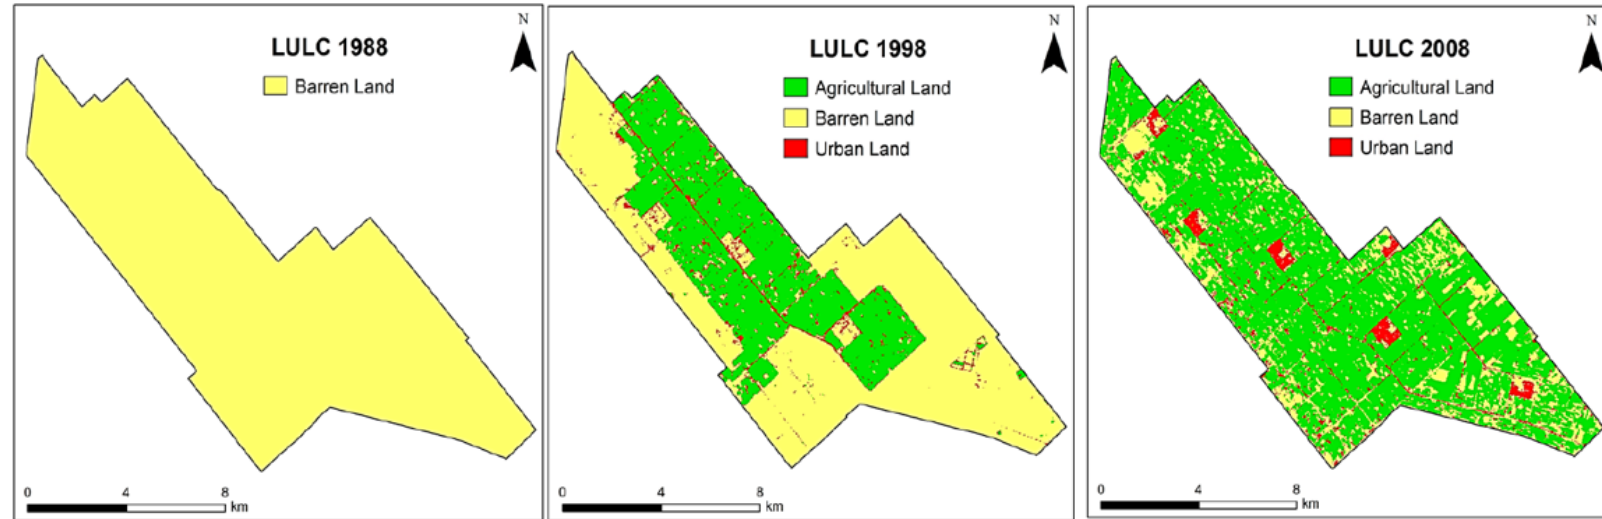 N
LULC 1988
Barren Land
0 4 8
km
N
LULC 1998
Agricultural Land
Barren Land
Urban Land
0 4 8
km
N
LULC 2008
Agricultural Land
Barren Land
Urban Land
0 4 8
km